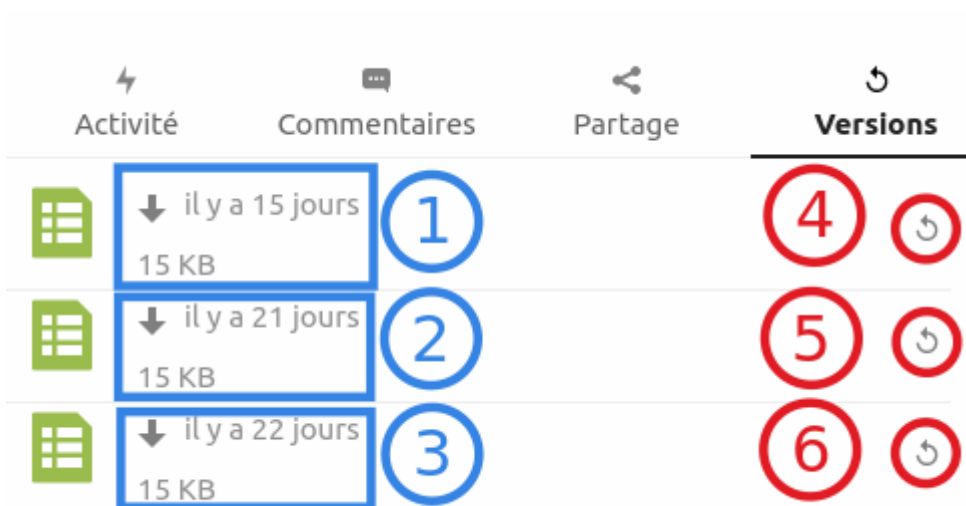 Activité Commentaires Partage Versions
il y a 15 jours 1 4
15 KB
il y a 21 jours 2 5
15 KB
il y a 22 jours 3 6
15 KB